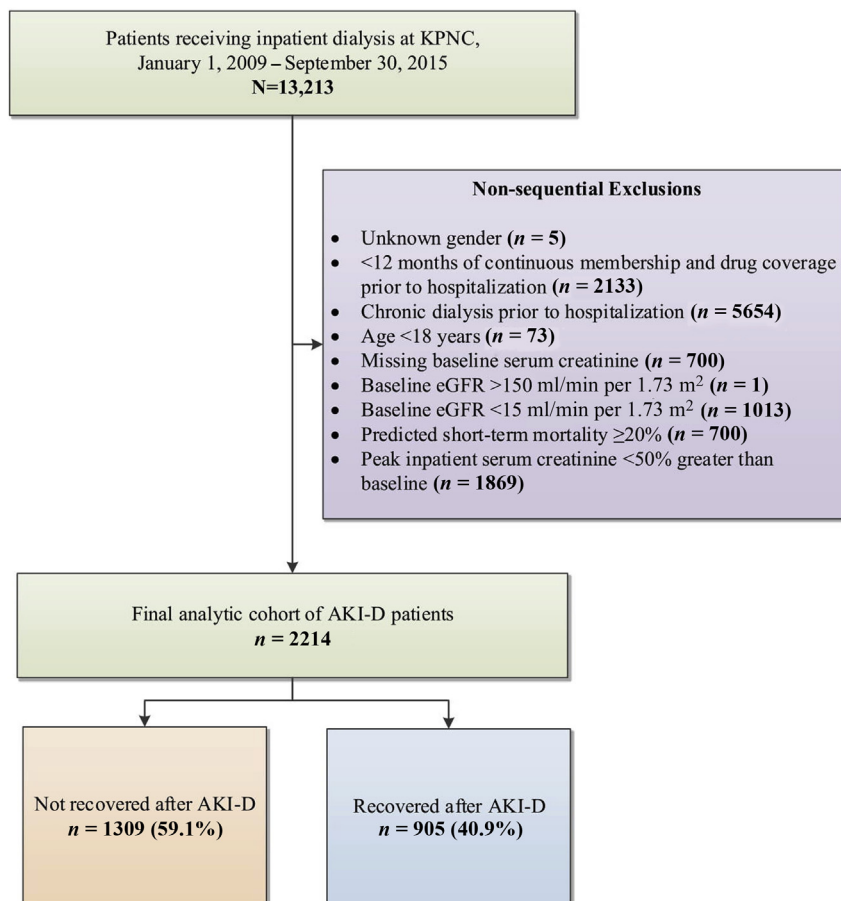 Patients receiving inpatient dialysis at KPNC,
January 1, 2009 – September 30, 2015
N=13,213
Non-sequential Exclusions
• Unknown gender (n = 5)
• <12 months of continuous membership and drug coverage
prior to hospitalization (n = 2133)
• Chronic dialysis prior to hospitalization (n = 5654)
• Age <18 years (n = 73)
• Missing baseline serum creatinine (n = 700)
• Baseline eGFR >150 ml/min per 1.73 m² (n = 1)
• Baseline eGFR <15 ml/min per 1.73 m² (n = 1013)
• Predicted short-term mortality ≥20% (n = 700)
• Peak inpatient serum creatinine <50% greater than
baseline (n = 1869)
Final analytic cohort of AKI-D patients
n = 2214
Not recovered after AKI-D
n = 1309 (59.1%)
Recovered after AKI-D
n = 905 (40.9%)